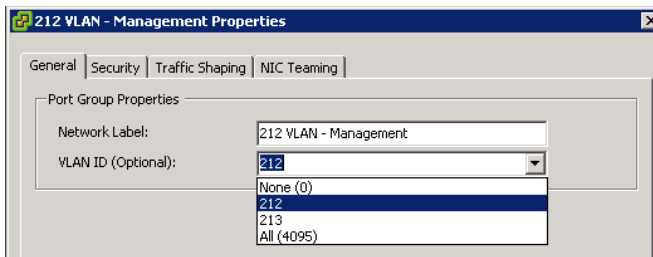 212 VLAN - Management Properties
General Security Traffic Shaping NIC Teaming
Port Group Properties
Network Label: 212 VLAN - Management
VLAN ID (Optional): 212
None (0)
212
213
All (4095)